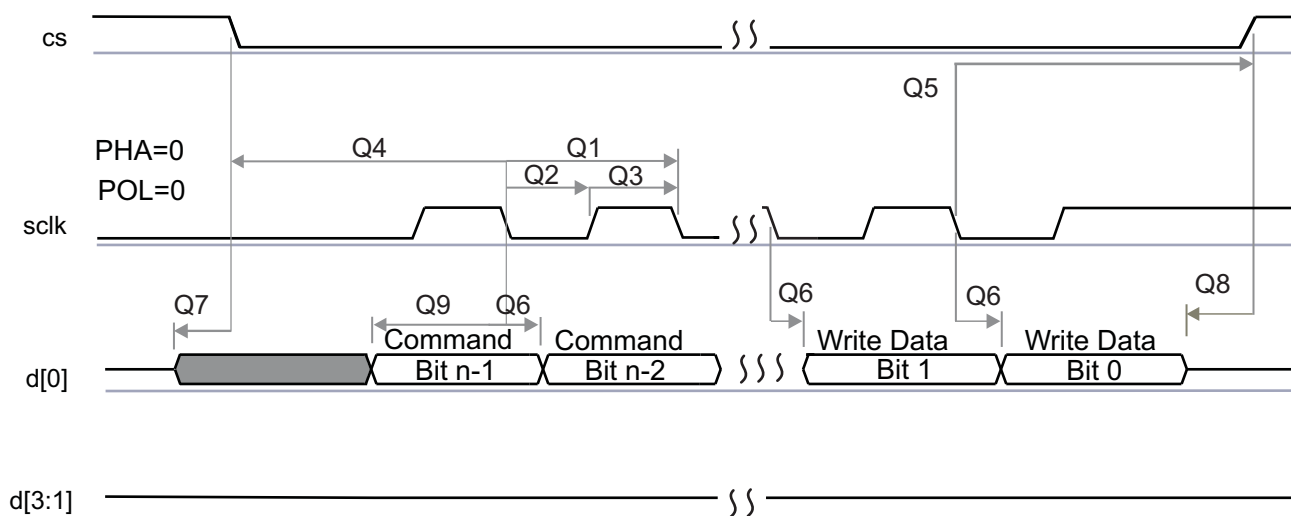 cs
Q5
PHA=0
Q4
Q1
POL=0
Q2
Q3
sclk
Q7
Q9
Q6
Q6
Q6
Q8
Command
Command
Write Data
Write Data
d[0]
Bit n-1
Bit n-2
Bit 1
Bit 0
d[3:1]